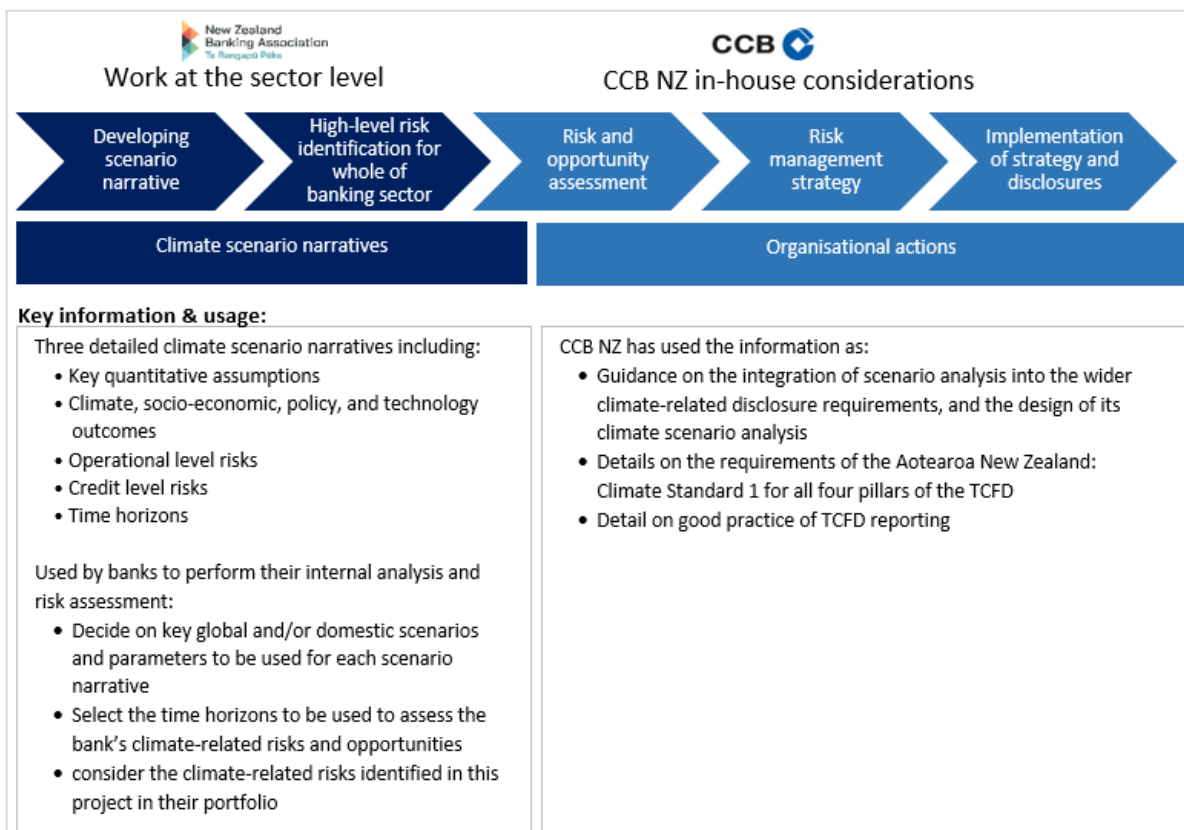 New Zealand
Banking Association
Te Rangapū Pēke
Work at the sector level
CCB
CCB NZ in-house considerations
Developing
scenario
narrative
High-level risk
identification for
whole of
banking sector
Risk and
opportunity
assessment
Risk
management
strategy
Implementation
of strategy and
disclosures
Climate scenario narratives
Organisational actions
Key information & usage:
Three detailed climate scenario narratives including:
• Key quantitative assumptions
• Climate, socio-economic, policy, and technology
outcomes
• Operational level risks
• Credit level risks
• Time horizons
Used by banks to perform their internal analysis and
risk assessment:
• Decide on key global and/or domestic scenarios
and parameters to be used for each scenario
narrative
• Select the time horizons to be used to assess the
bank’s climate-related risks and opportunities
• consider the climate-related risks identified in this
project in their portfolio
CCB NZ has used the information as:
• Guidance on the integration of scenario analysis into the wider
climate-related disclosure requirements, and the design of its
climate scenario analysis
• Details on the requirements of the Aotearoa New Zealand:
Climate Standard 1 for all four pillars of the TCFD
• Detail on good practice of TCFD reporting